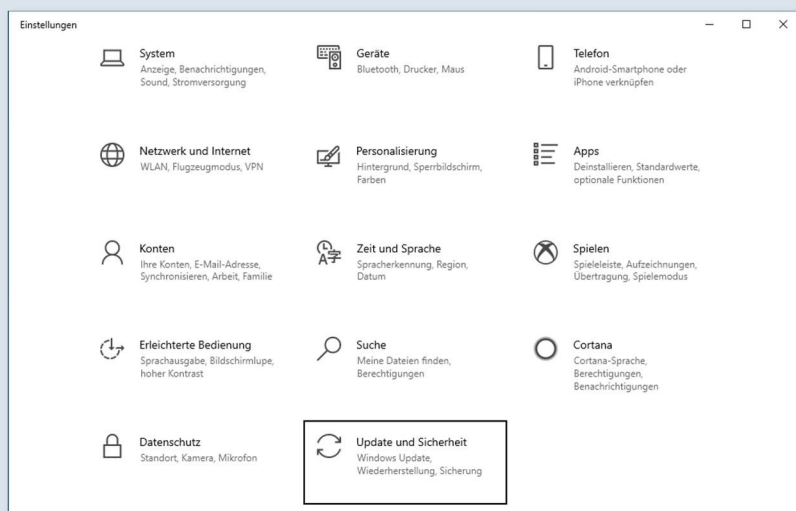 Einstellungen
System
Anzeige, Benachrichtigungen,
Sound, Stromversorgung
Geräte
Bluetooth, Drucker, Maus
Telefon
Android-Smartphone oder
iPhone verknüpfen
Netzwerk und Internet
WLAN, Flugzeugmodus, VPN
Personalisierung
Hintergrund, Sperrbildschirm,
Farben
Apps
Deinstallieren, Standardwerte,
optionale Funktionen
Konten
Ihre Konten, E-Mail-Adresse,
Synchronisieren, Arbeit, Familie
Zeit und Sprache
Spracherkennung, Region,
Datum
Spielen
Spieleleiste, Aufzeichnungen,
Übertragung, Spielemodus
Erleichterte Bedienung
Sprachausgabe, Bildschirmlupe,
hoher Kontrast
Suche
Meine Dateien finden,
Berechtigungen
Cortana
Cortana-Sprache,
Berechtigungen,
Benachrichtigungen
Datenschutz
Standort, Kamera, Mikrofon
Update und Sicherheit
Windows Update,
Wiederherstellung, Sicherung